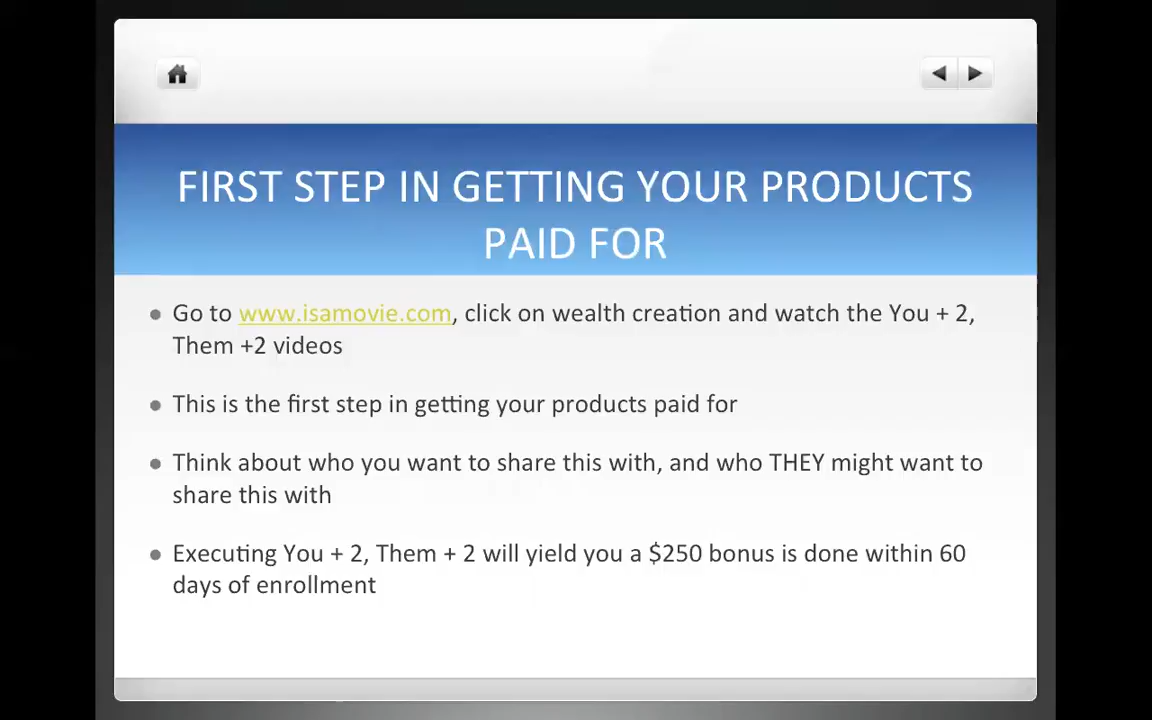 FIRST STEP IN GETTING YOUR PRODUCTS
PAID FOR
Go to www.isamovie.com, click on wealth creation and watch the You + 2,
Them +2 videos
This is the first step in getting your products paid for
Think about who you want to share this with, and who THEY might want to
share this with
Executing You + 2, Them + 2 will yield you a $250 bonus is done within 60
days of enrollment